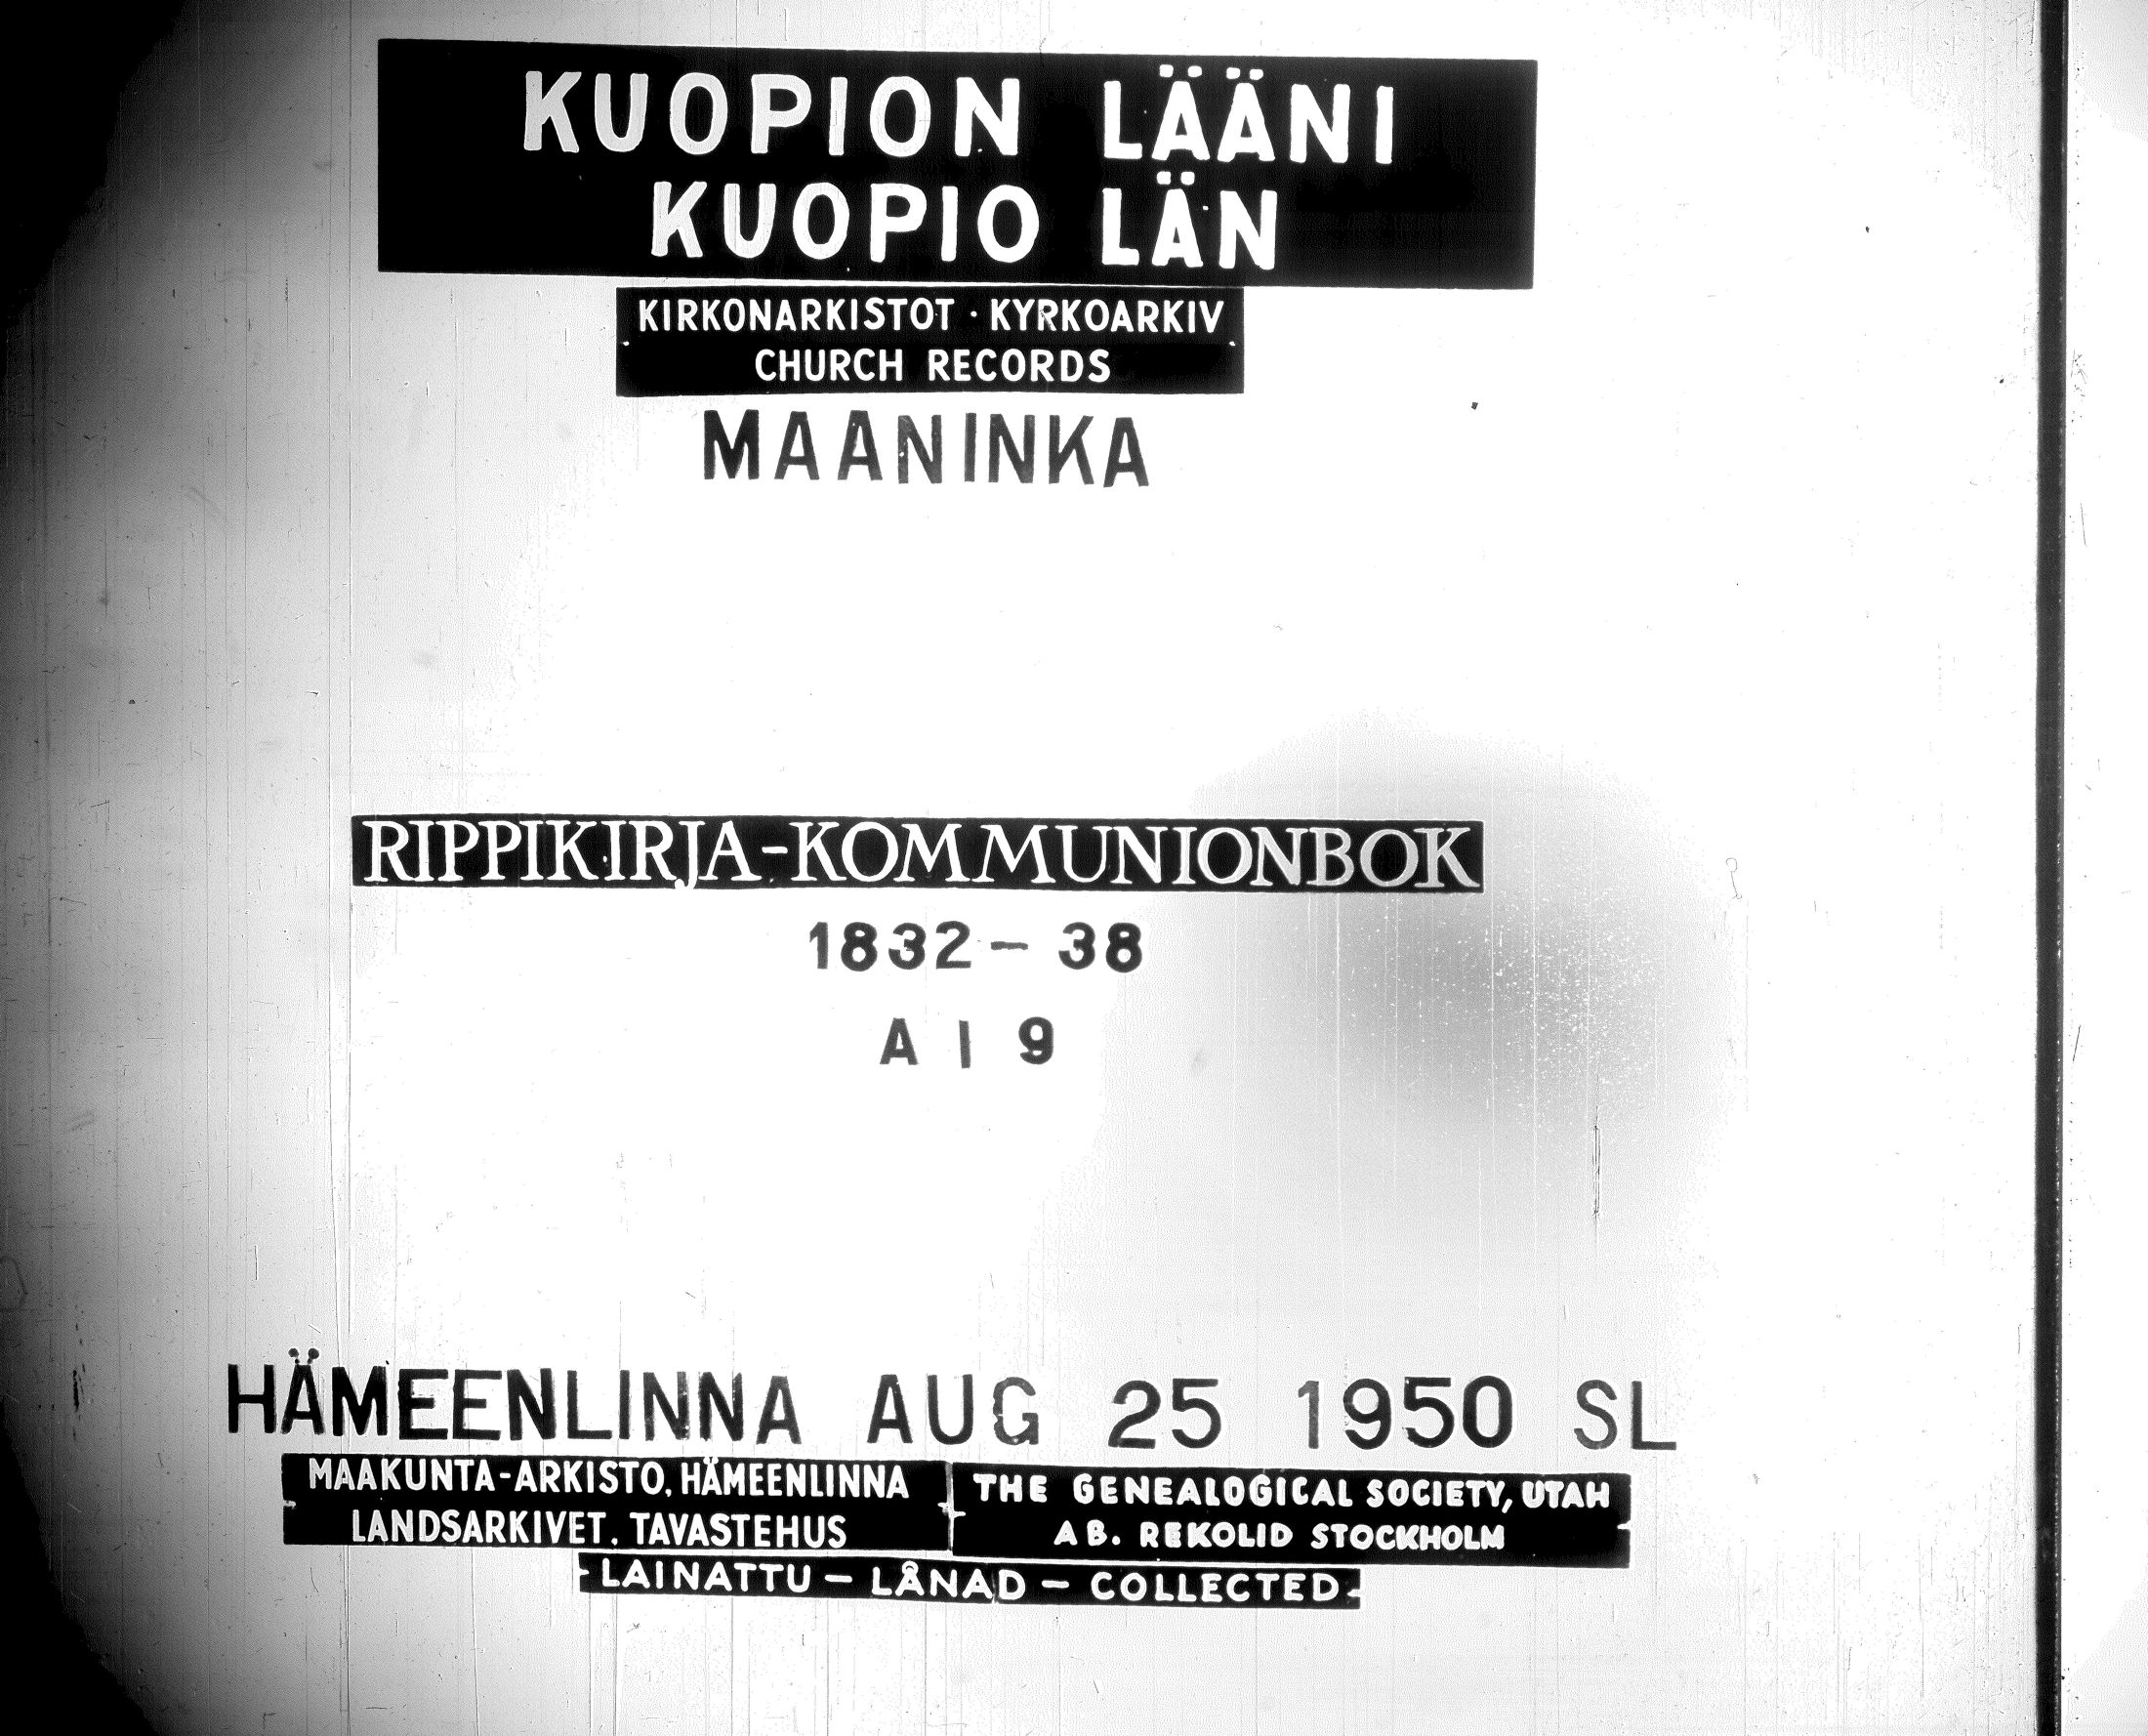 KUOPION LÄÄNI
KUOPIO LÄN
KIRKONARKISTOT · KYRKOARKIV
CHURCH RECORDS
MAANINKA
RIPPIKIRJA-KOMMUNIONBOK
1832 - 38
A I 9
HÄMEENLINNA AUG 25 1950 SL
MAAKUNTA-ARKISTO, HÄMEENLINNA
LANDSARKIVET, TAVASTEHUS
THE GENEALOGICAL SOCIETY, UTAH
AB. REKOLID STOCKHOLM
LAINATTU - LÅNAD - COLLECTED